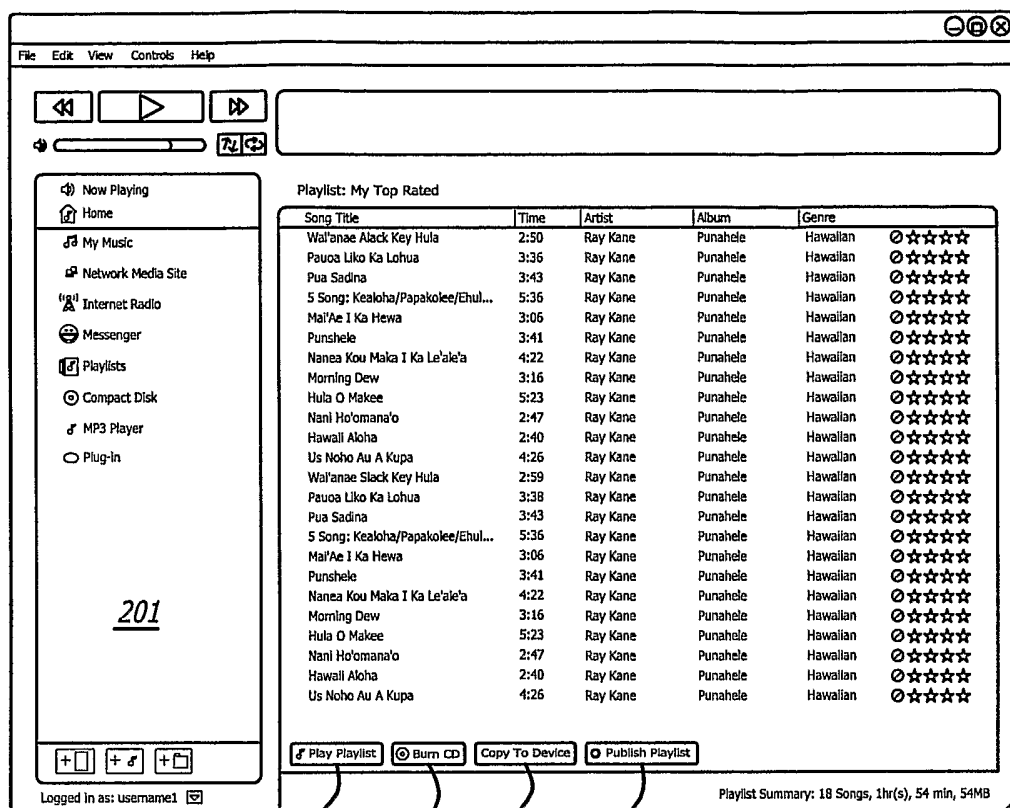 File Edit View Controls Help
Now Playing
Home
My Music
Network Media Site
Internet Radio
Messenger
Playlists
Compact Disk
MP3 Player
Plug-in
201
Logged in as: username1
Playlist: My Top Rated
Song Title Time Artist Album Genre
Wai'anae Alack Key Hula 2:50 Ray Kane Punahele Hawaiian
Pauoa Liko Ka Lohua 3:36 Ray Kane Punahele Hawaiian
Pua Sadina 3:43 Ray Kane Punahele Hawaiian
5 Song: Kealoha/Papakolee/Ehul... 5:36 Ray Kane Punahele Hawaiian
Mai'Ae I Ka Hewa 3:06 Ray Kane Punahele Hawaiian
Punshele 3:41 Ray Kane Punahele Hawaiian
Nanea Kou Maka I Ka Le'ale'a 4:22 Ray Kane Punahele Hawaiian
Morning Dew 3:16 Ray Kane Punahele Hawaiian
Hula O Makee 5:23 Ray Kane Punahele Hawaiian
Nani Ho'omana'o 2:47 Ray Kane Punahele Hawaiian
Hawaii Aloha 2:40 Ray Kane Punahele Hawaiian
Us Noho Au A Kupa 4:26 Ray Kane Punahele Hawaiian
Wai'anae Slack Key Hula 2:59 Ray Kane Punahele Hawaiian
Pauoa Liko Ka Lohua 3:38 Ray Kane Punahele Hawaiian
Pua Sadina 3:43 Ray Kane Punahele Hawaiian
5 Song: Kealoha/Papakolee/Ehul... 5:36 Ray Kane Punahele Hawaiian
Mai'Ae I Ka Hewa 3:06 Ray Kane Punahele Hawaiian
Punshele 3:41 Ray Kane Punahele Hawaiian
Nanea Kou Maka I Ka Le'ale'a 4:22 Ray Kane Punahele Hawaiian
Morning Dew 3:16 Ray Kane Punahele Hawaiian
Hula O Makee 5:23 Ray Kane Punahele Hawaiian
Nani Ho'omana'o 2:47 Ray Kane Punahele Hawaiian
Hawaii Aloha 2:40 Ray Kane Punahele Hawaiian
Us Noho Au A Kupa 4:26 Ray Kane Punahele Hawaiian
Play Playlist Burn CD Copy To Device Publish Playlist
Playlist Summary: 18 Songs, 1hr(s), 54 min, 54MB